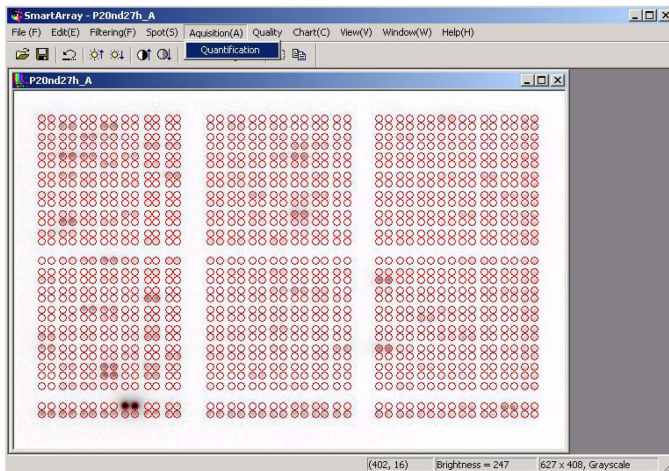 SmartArray - P20nd27h_A
File (F) Edit(E) Filtering(F) Spot(S) Aquisition(A) Quality Chart(C) View(V) Window(W) Help(H)
Quantification
P20nd27h_A
(402, 16) Brightness = 247 627 x 408, Grayscale